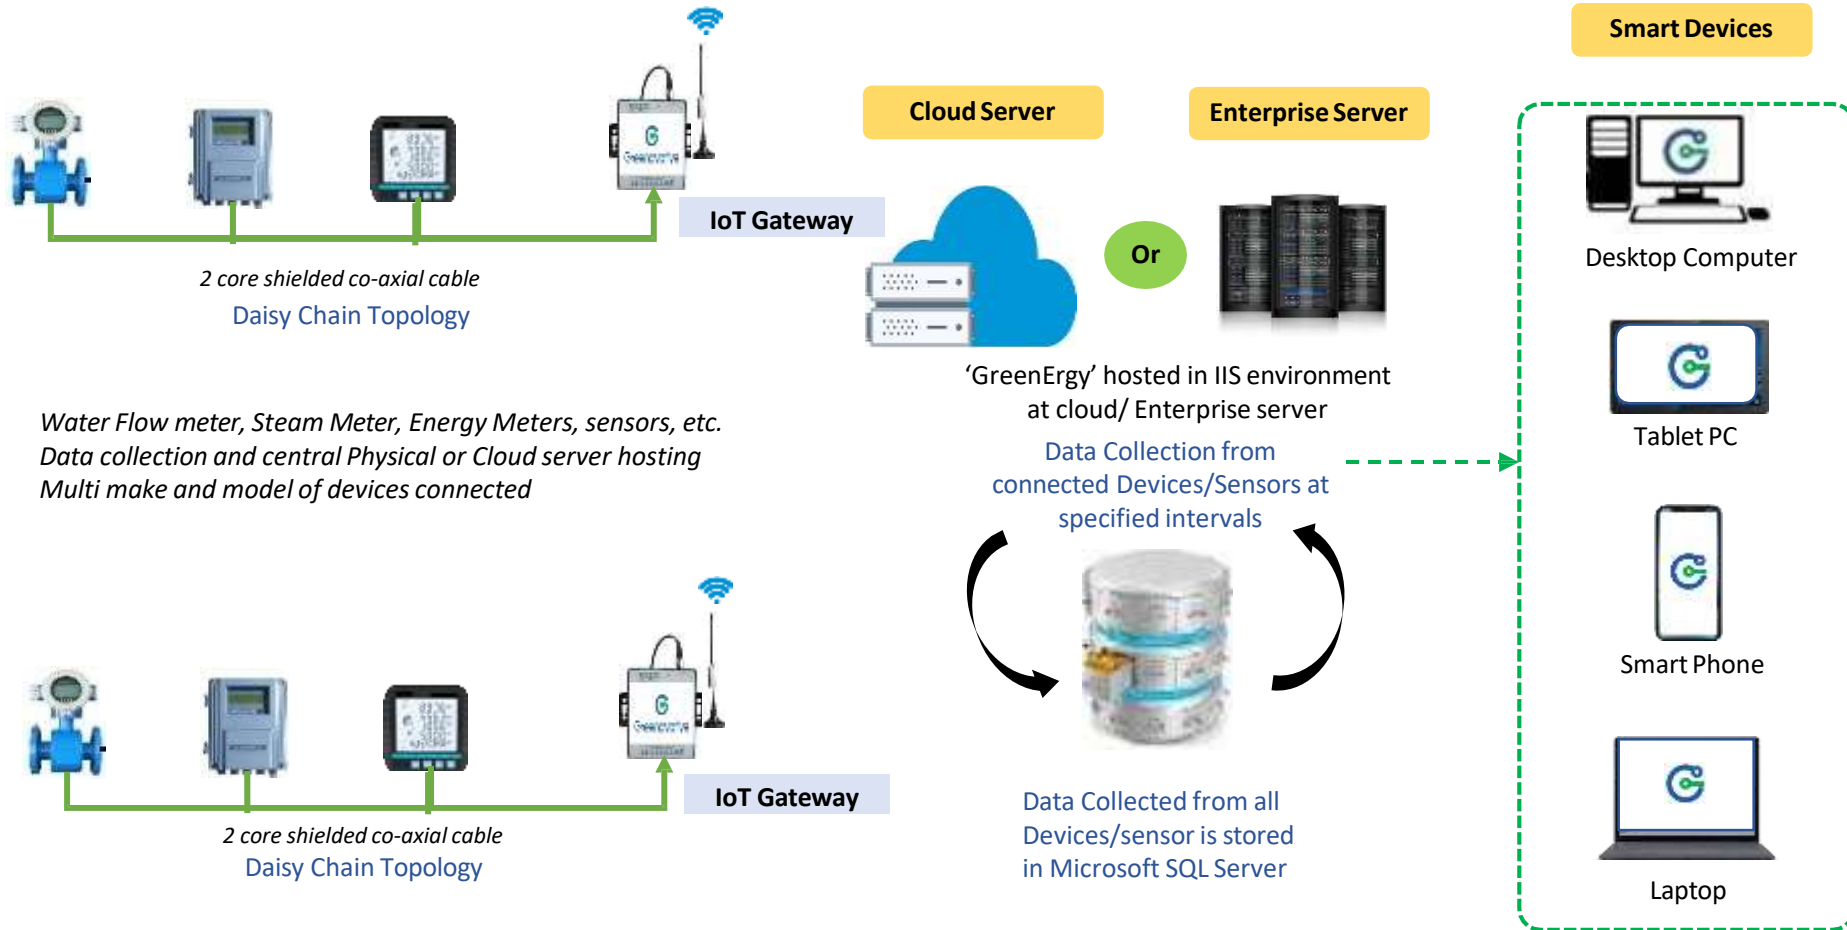 Smart Devices
Cloud Server
Enterprise Server
IoT Gateway
Or
2 core shielded co-axial cable
Daisy Chain Topology
Desktop Computer
'GreenErgy' hosted in IIS environment
at cloud/ Enterprise server
Water Flow meter, Steam Meter, Energy Meters, sensors, etc.
Data collection and central Physical or Cloud server hosting
Multi make and model of devices connected
Data Collection from
connected Devices/Sensors at
specified intervals
Tablet PC
Smart Phone
IoT Gateway
2 core shielded co-axial cable
Daisy Chain Topology
Data Collected from all
Devices/sensor is stored
in Microsoft SQL Server
Laptop